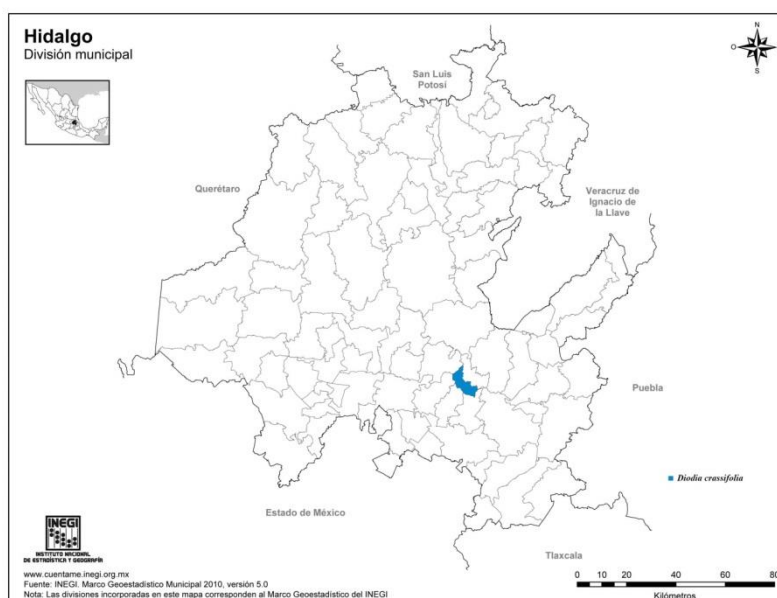 Hidalgo
División municipal
N
O
E
S
San Luis
Potosí
Querétaro
Veracruz de
Ignacio de
la Llave
Puebla
Diodia crassifolia
Estado de México
Tlaxcala
INEGI
INSTITUTO NACIONAL
DE ESTADÍSTICA Y GEOGRAFÍA
www.cuentame.inegi.org.mx
Fuente: INEGI. Marco Geoestadístico Municipal 2010, versión 5.0
Nota: Las divisiones incorporadas en este mapa corresponden al Marco Geoestadístico del INEGI
0 5 10 20 40 60 80
Kilómetros